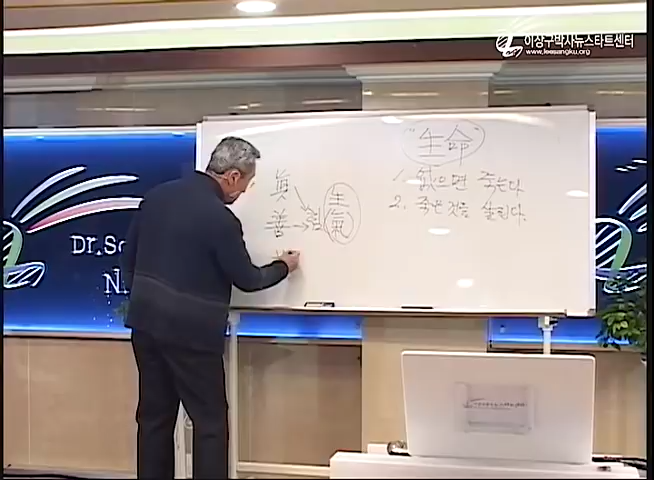 이상구박사뉴스타트센터
www.leesangku.org
"生命"
1. 없으면 죽는다
2. 죽은 것을 살린다.
眞
善
生氣
Dr.S
N